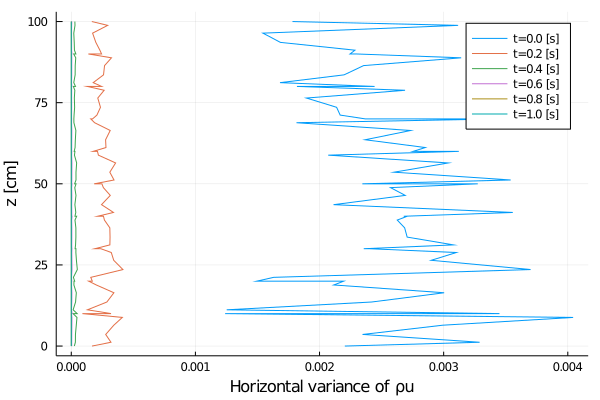 100
75
50
25
0
z [cm]
t=0.0 [s]
t=0.2 [s]
t=0.4 [s]
t=0.6 [s]
t=0.8 [s]
t=1.0 [s]
0.000 0.001 0.002 0.003 0.004
Horizontal variance of ρu